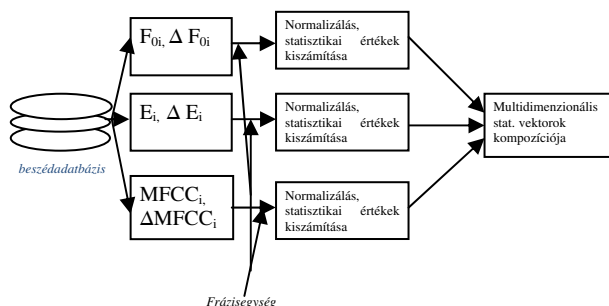 F0i, Δ F0i
Normalizálás,
statisztikai értékek
kiszámítása
Ei, Δ Ei
Normalizálás,
statisztikai értékek
kiszámítása
Multidimenzionális
stat. vektorok
kompozíciója
beszédadatbázis
MFCCi,
ΔMFCCi
Normalizálás,
statisztikai értékek
kiszámítása
Frázisegység